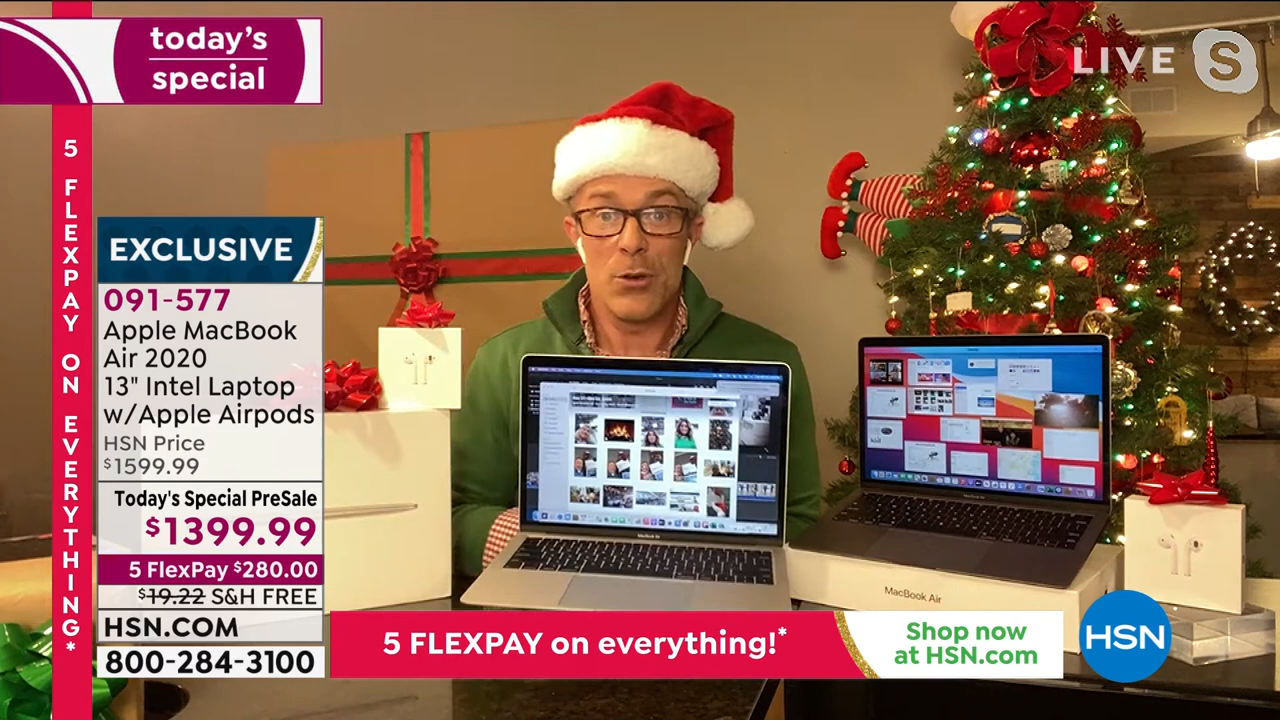 today's
special
LIVE S
5 FLEXPAY ON EVERYTHING*
EXCLUSIVE
091-577
Apple MacBook
Air 2020
13" Intel Laptop
w/Apple Airpods
HSN Price
$1599.99
Today's Special PreSale
$1399.99
5 FlexPay $280.00
$19.22 S&H FREE
HSN.COM
800-284-3100
MacBook Air
5 FLEXPAY on everything!*
Shop now
at HSN.com
HSN